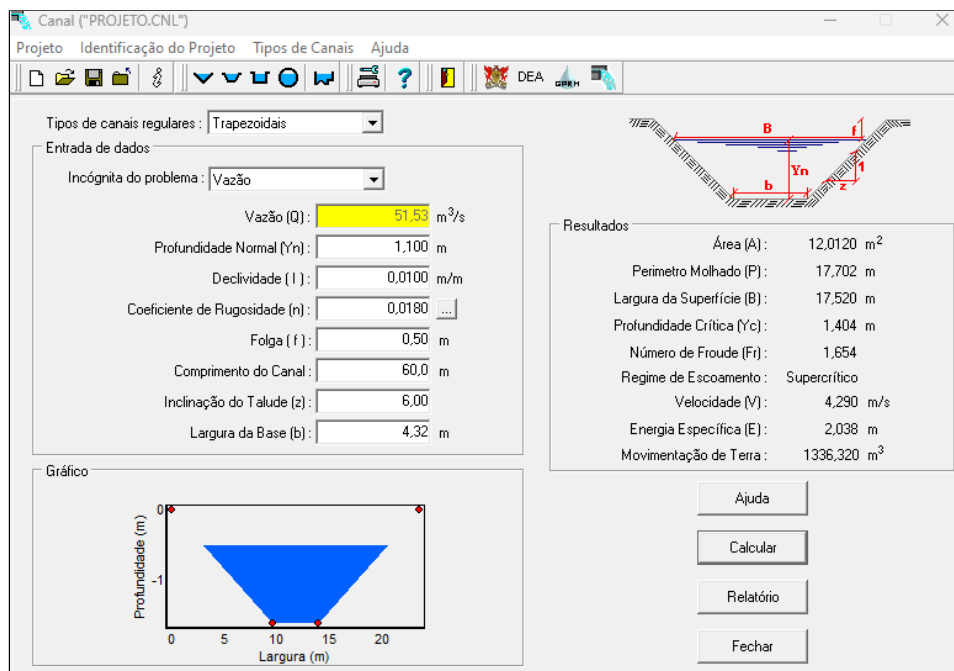 Canal ("PROJETO.CNL")
Projeto Identificação do Projeto Tipos de Canais Ajuda
DEA
GPRH
Tipos de canais regulares : Trapezoidais
Entrada de dados
Incógnita do problema : Vazão
Vazão (Q) : 51,53 m³/s
Profundidade Normal (Yn) : 1,100 m
Declividade ( I ) : 0,0100 m/m
Coeficiente de Rugosidade (n) : 0,0180 ...
Folga ( f ) : 0,50 m
Comprimento do Canal : 60,0 m
Inclinação do Talude (z) : 6,00
Largura da Base (b) : 4,32 m
Gráfico
Profundidade (m)
0
-1
0 5 10 15 20
Largura (m)
B
f
Yn
1
b
z
Resultados
Área (A) : 12,0120 m²
Perimetro Molhado (P) : 17,702 m
Largura da Superfície (B) : 17,520 m
Profundidade Crítica (Yc) : 1,404 m
Número de Froude (Fr) : 1,654
Regime de Escoamento : Supercrítico
Velocidade (V) : 4,290 m/s
Energia Específica (E) : 2,038 m
Movimentação de Terra : 1336,320 m³
Ajuda
Calcular
Relatório
Fechar